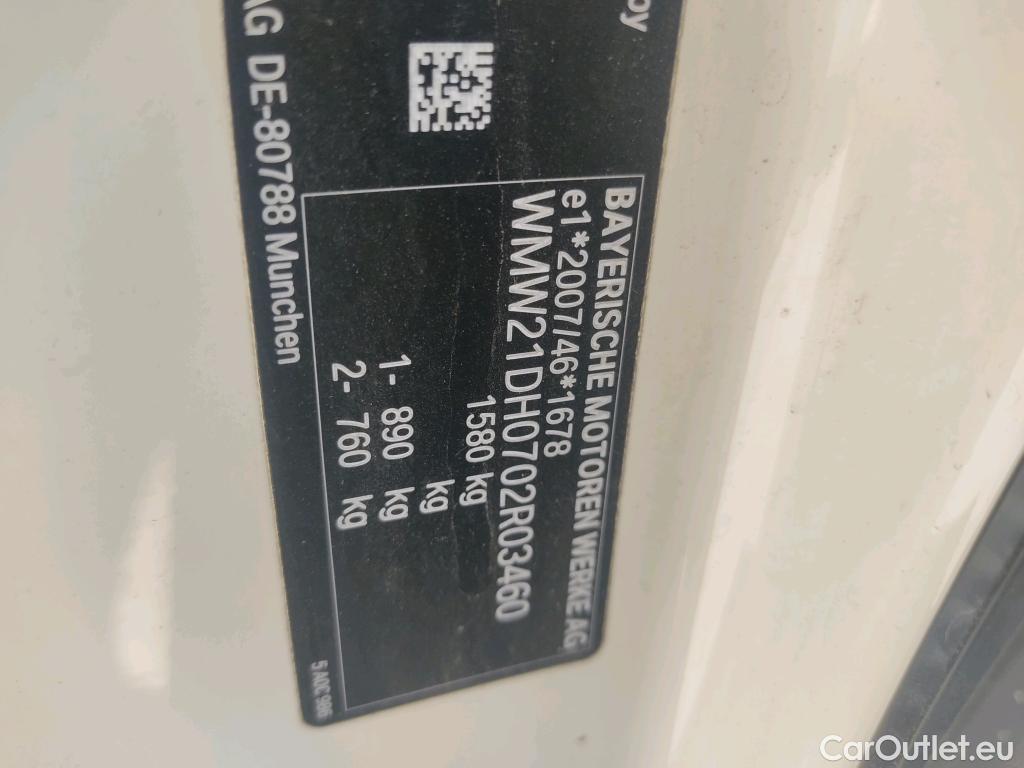 BAYERISCHE MOTOREN WERKE AG
e1*2007/46*1678
WMW21DH0702R03460
1580 kg
kg
1- 890 kg
2- 760 kg
AG DE-80788 Munchen
oy
CarOutlet.eu